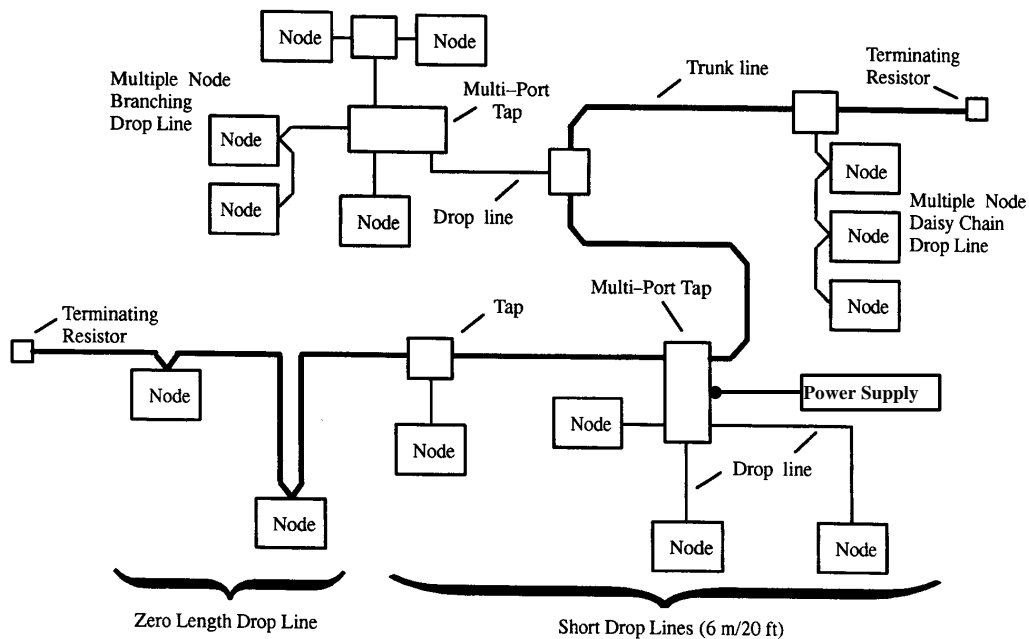 Node
Node
Terminating
Resistor
Trunk line
Multiple Node
Branching
Drop Line
Multi–Port
Tap
Node
Node
Node
Node
Drop line
Multiple Node
Daisy Chain
Drop Line
Node
Node
Multi–Port Tap
Tap
Terminating
Resistor
Node
Power Supply
Node
Node
Drop line
Node
Node
Node
Zero Length Drop Line
Short Drop Lines (6 m/20 ft)